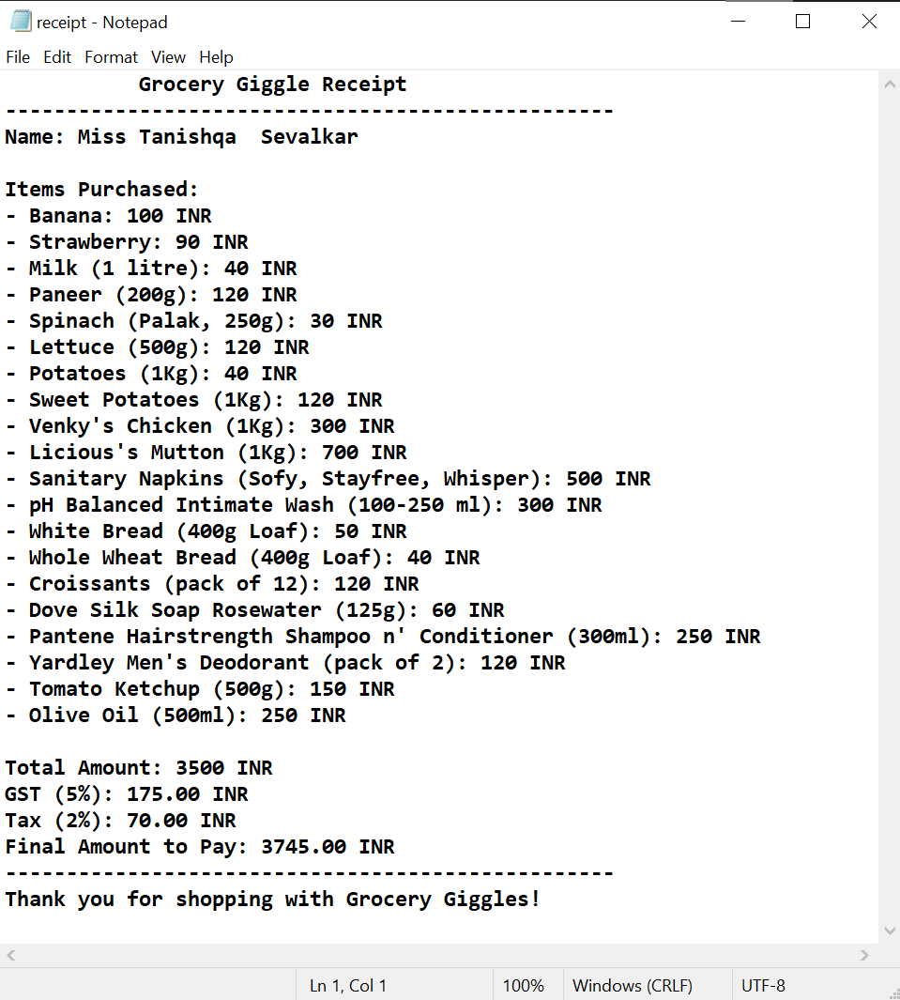 receipt - Notepad
File Edit Format View Help
Grocery Giggle Receipt
--------------------------------------------------
Name: Miss Tanishqa  Sevalkar

Items Purchased:
- Banana: 100 INR
- Strawberry: 90 INR
- Milk (1 litre): 40 INR
- Paneer (200g): 120 INR
- Spinach (Palak, 250g): 30 INR
- Lettuce (500g): 120 INR
- Potatoes (1Kg): 40 INR
- Sweet Potatoes (1Kg): 120 INR
- Venky's Chicken (1Kg): 300 INR
- Licious's Mutton (1Kg): 700 INR
- Sanitary Napkins (Sofy, Stayfree, Whisper): 500 INR
- pH Balanced Intimate Wash (100-250 ml): 300 INR
- White Bread (400g Loaf): 50 INR
- Whole Wheat Bread (400g Loaf): 40 INR
- Croissants (pack of 12): 120 INR
- Dove Silk Soap Rosewater (125g): 60 INR
- Pantene Hairstrength Shampoo n' Conditioner (300ml): 250 INR
- Yardley Men's Deodorant (pack of 2): 120 INR
- Tomato Ketchup (500g): 150 INR
- Olive Oil (500ml): 250 INR

Total Amount: 3500 INR
GST (5%): 175.00 INR
Tax (2%): 70.00 INR
Final Amount to Pay: 3745.00 INR
--------------------------------------------------
Thank you for shopping with Grocery Giggles!
Ln 1, Col 1 100% Windows (CRLF) UTF-8